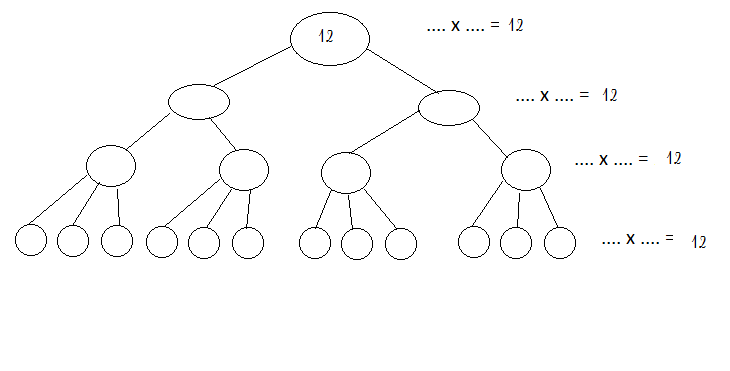 12
.... x .... = 12
.... x .... = 12
.... x .... = 12
.... x .... = 12